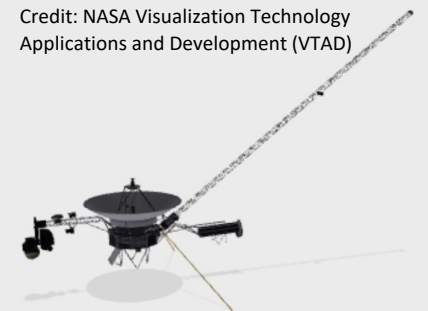 Credit: NASA Visualization Technology
Applications and Development (VTAD)